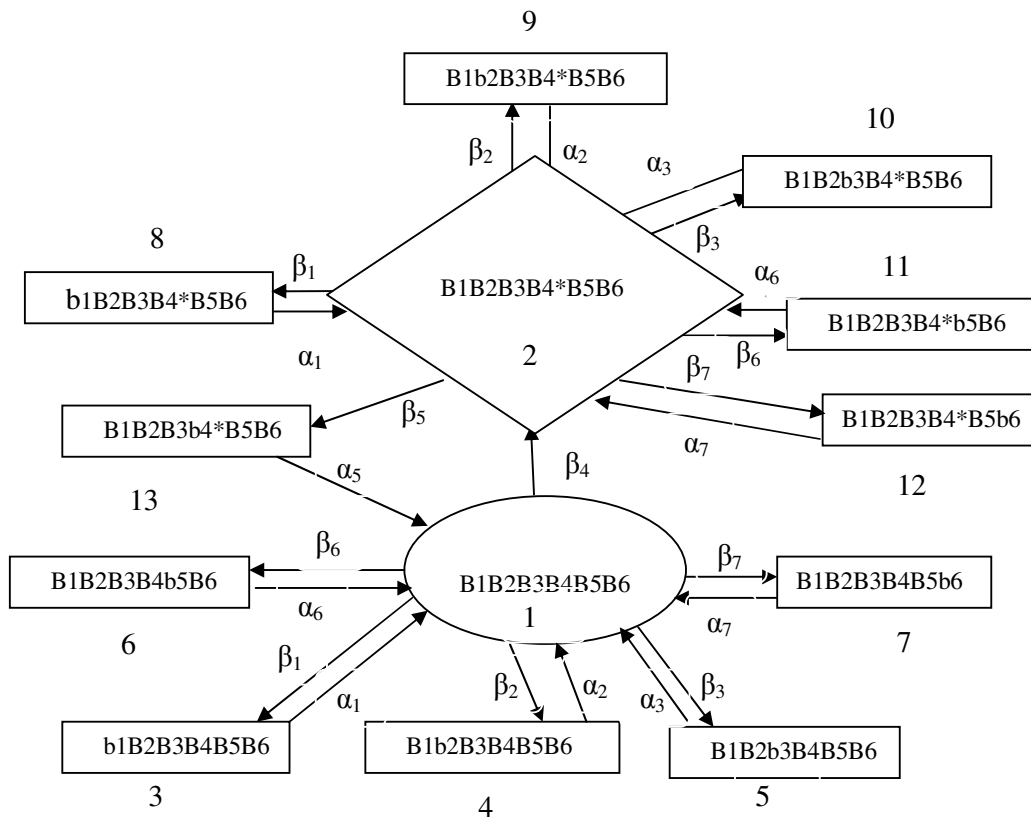 9
B1b2B3B4*B5B6
10
β₂
α₂
α₃
B1B2b3B4*B5B6
β₃
8
β₁
α₆
11
b1B2B3B4*B5B6
B1B2B3B4*B5B6
B1B2B3B4*b5B6
α₁
2
β₆
β₇
β₅
B1B2B3b4*B5B6
B1B2B3B4*B5b6
α₇
β₄
α₅
13
12
β₆
β₇
B1B2B3B4b5B6
B1B2B3B4B5B6
B1B2B3B4B5b6
α₆
1
α₇
6
7
β₁
α₁
β₂
α₂
α₃
β₃
b1B2B3B4B5B6
B1b2B3B4B5B6
B1B2b3B4B5B6
3
4
5